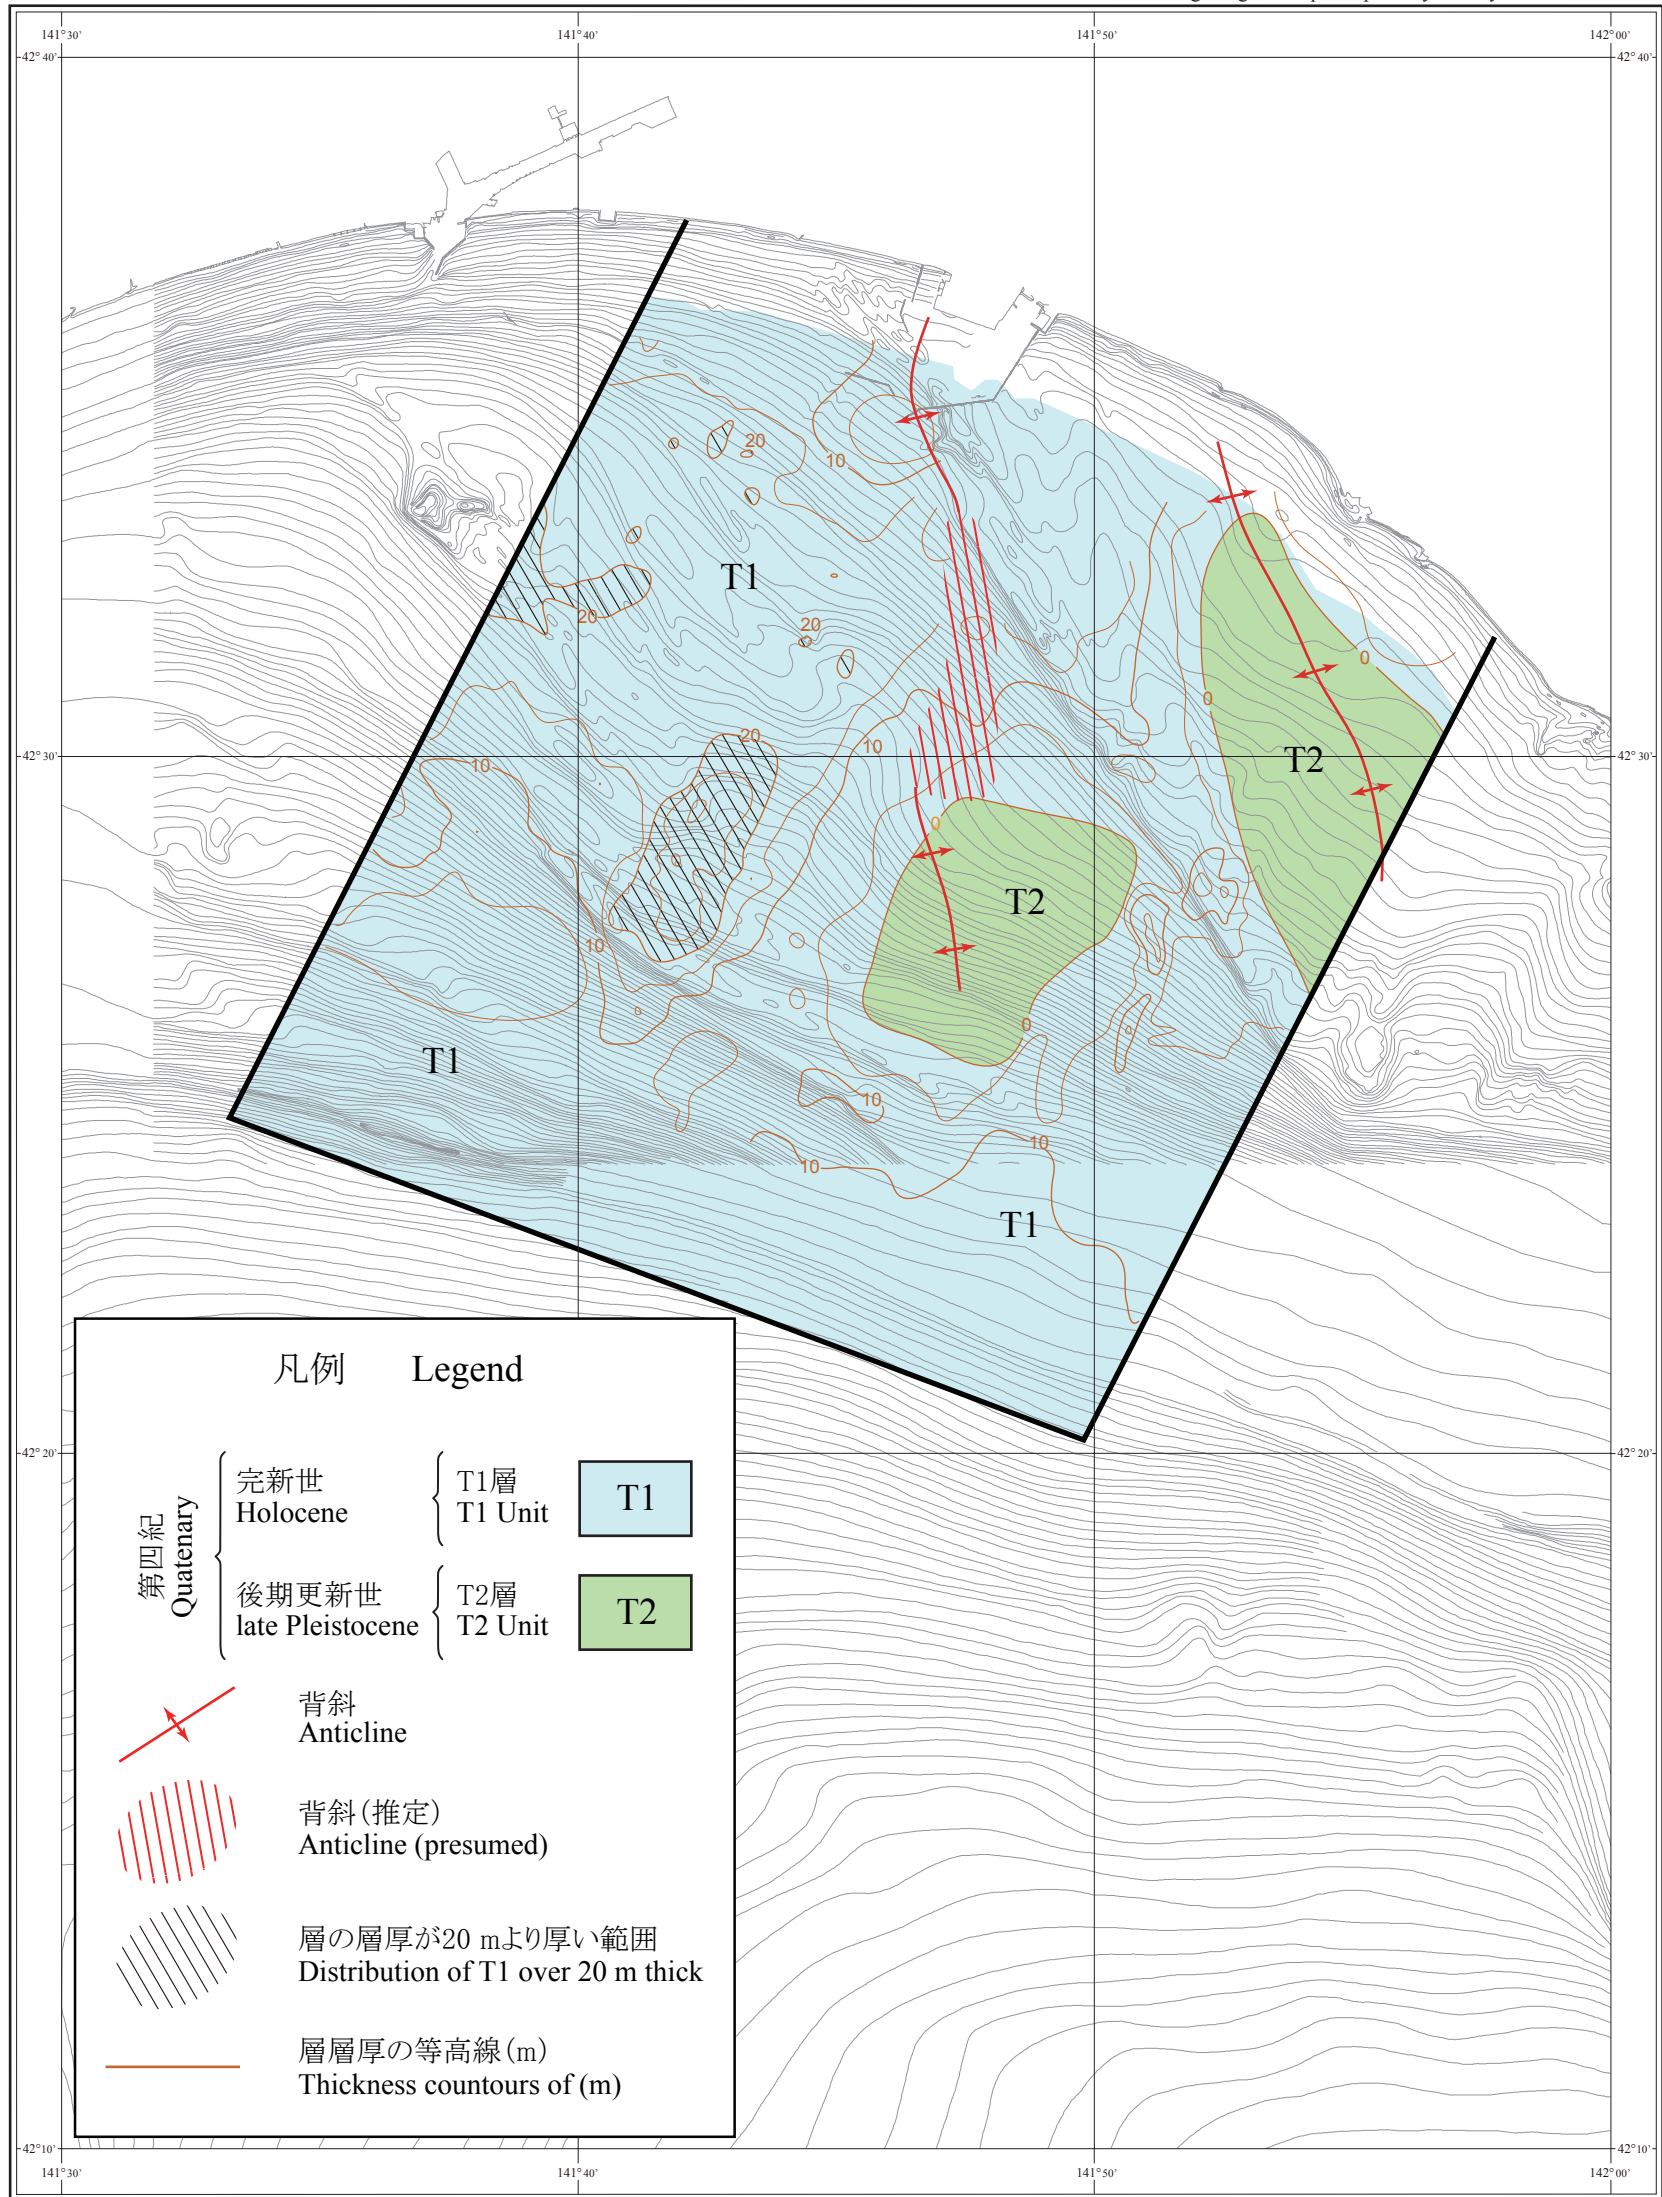 141°30' 141°40' 141°50' 142°00'
42°40' 42°40'
20
10
T1
20
20
0
0
20
10
10
42°30' T2 42°30'
0
T2
10
0
T1
10
10
10
T1
凡例 Legend
42°20' 42°20'
第四紀
Quatenary
完新世
Holocene
T1層
T1 Unit
T1
後期更新世
late Pleistocene
T2層
T2 Unit
T2
背斜
Anticline
背斜(推定)
Anticline (presumed)
層の層厚が20 mより厚い範囲
Distribution of T1 over 20 m thick
層層厚の等高線(m)
Thickness countours of (m)
42°10' 42°10'
141°30' 141°40' 141°50' 142°00'